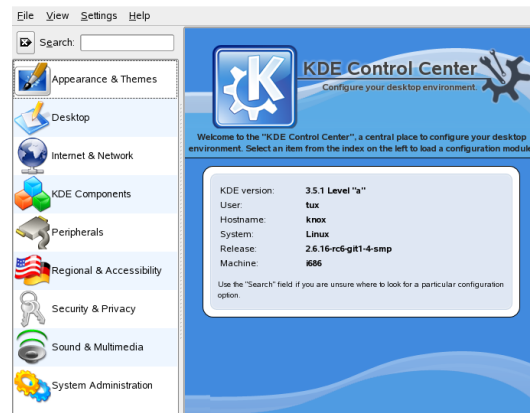 File View Settings Help
Search:
Appearance & Themes
Desktop
Internet & Network
KDE Components
Peripherals
Regional & Accessibility
Security & Privacy
Sound & Multimedia
System Administration
KDE Control Center
Configure your desktop environment.
Welcome to the "KDE Control Center", a central place to configure your desktop
environment. Select an item from the index on the left to load a configuration module
KDE version: 3.5.1 Level "a"
User: tux
Hostname: knox
System: Linux
Release: 2.6.16-rc6-git1-4-smp
Machine: i686
Use the "Search" field if you are unsure where to look for a particular configuration
option.